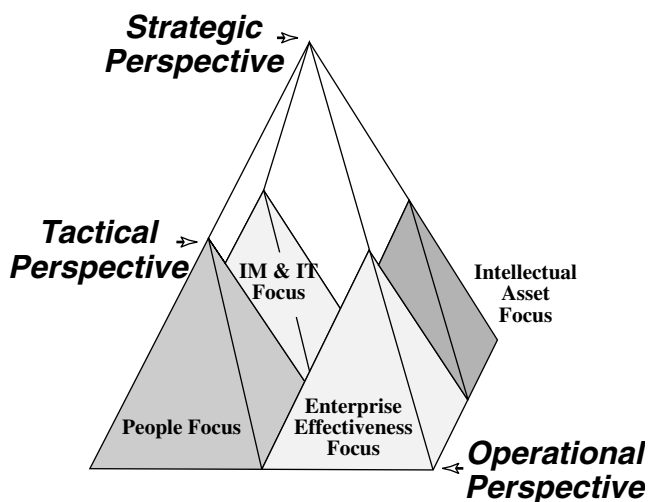 Strategic
Perspective
Tactical
Perspective
IM & IT
Focus
Intellectual
Asset
Focus
People Focus
Enterprise
Effectiveness
Focus
Operational
Perspective